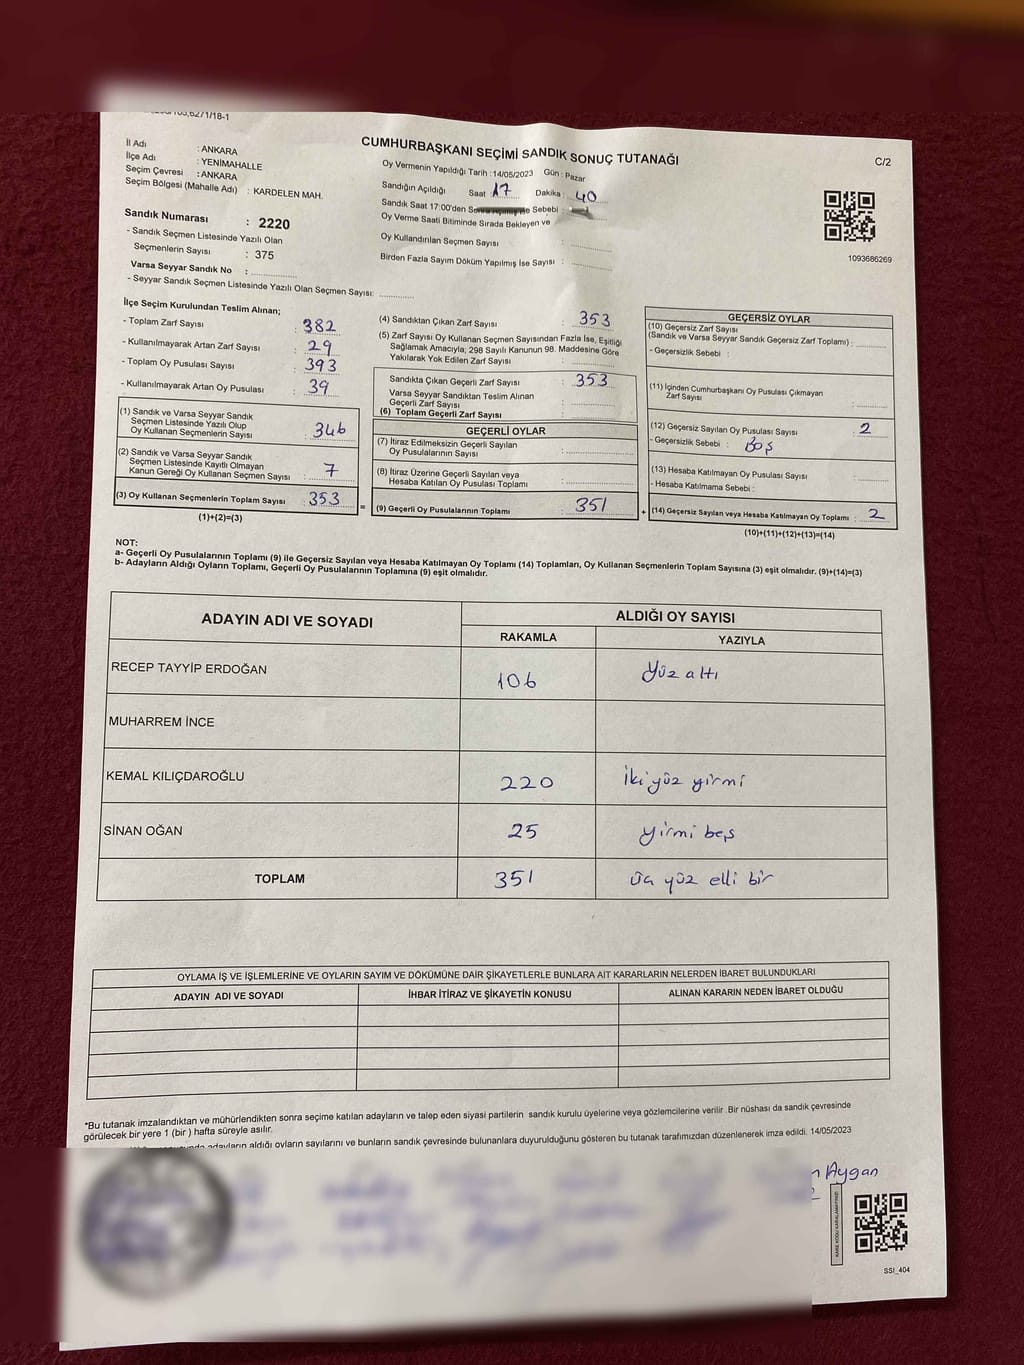 6271/18-1
İl Adı : ANKARA
İlçe Adı : YENİMAHALLE
Seçim Çevresi : ANKARA
Seçim Bölgesi (Mahalle Adı) : KARDELEN MAH.
CUMHURBAŞKANI SEÇİMİ SANDIK SONUÇ TUTANAĞI
C/2
Oy Vermenin Yapıldığı Tarih : 14/05/2023 Gün : Pazar
Sandığın Açıldığı Saat 17 Dakika : 40
Sandık Saat 17:00'den Sonra Açılmış ise Sebebi :
Oy Verme Saati Bitiminde Sırada Bekleyen ve
Oy Kullandırılan Seçmen Sayısı :
Birden Fazla Sayım Döküm Yapılmış İse Sayısı :
1093686269
Sandık Numarası : 2220
- Sandık Seçmen Listesinde Yazılı Olan
Seçmenlerin Sayısı : 375
Varsa Seyyar Sandık No :
- Seyyar Sandık Seçmen Listesinde Yazılı Olan Seçmen Sayısı:
İlçe Seçim Kurulundan Teslim Alınan;
- Toplam Zarf Sayısı : 382
- Kullanılmayarak Artan Zarf Sayısı : 29
- Toplam Oy Pusulası Sayısı : 393
- Kullanılmayarak Artan Oy Pusulası : 39
(1) Sandık ve Varsa Seyyar Sandık
Seçmen Listesinde Yazılı Olup
Oy Kullanan Seçmenlerin Sayısı : 346
(2) Sandık ve Varsa Seyyar Sandık
Seçmen Listesinde Kayıtlı Olmayan
Kanun Gereği Oy Kullanan Seçmen Sayısı : 7
(3) Oy Kullanan Seçmenlerin Toplam Sayısı : 353
(1)+(2)=(3)
(4) Sandıktan Çıkan Zarf Sayısı : 353
(5) Zarf Sayısı Oy Kullanan Seçmen Sayısından Fazla İse, Eşitliği
Sağlamak Amacıyla; 298 Sayılı Kanunun 98. Maddesine Göre
Yakılarak Yok Edilen Zarf Sayısı :
Sandıkta Çıkan Geçerli Zarf Sayısı : 353
Varsa Seyyar Sandıktan Teslim Alınan
Geçerli Zarf Sayısı :
(6) Toplam Geçerli Zarf Sayısı :
GEÇERLİ OYLAR
(7) İtiraz Edilmeksizin Geçerli Sayılan
Oy Pusulalarının Sayısı :
(8) İtiraz Üzerine Geçerli Sayılan veya
Hesaba Katılan Oy Pusulası Toplamı :
= (9) Geçerli Oy Pusulalarının Toplamı : 351
GEÇERSİZ OYLAR
(10) Geçersiz Zarf Sayısı
(Sandık ve Varsa Seyyar Sandık Geçersiz Zarf Toplamı) :
- Geçersizlik Sebebi :
(11) İçinden Cumhurbaşkanı Oy Pusulası Çıkmayan
Zarf Sayısı :
(12) Geçersiz Sayılan Oy Pusulası Sayısı : 2
- Geçersizlik Sebebi : Boş
(13) Hesaba Katılmayan Oy Pusulası Sayısı :
- Hesaba Katılmama Sebebi :
+ (14) Geçersiz Sayılan veya Hesaba Katılmayan Oy Toplamı : 2
(10)+(11)+(12)+(13)=(14)
NOT:
a- Geçerli Oy Pusulalarının Toplamı (9) ile Geçersiz Sayılan veya Hesaba Katılmayan Oy Toplamı (14) Toplamları, Oy Kullanan Seçmenlerin Toplam Sayısına (3) eşit olmalıdır. (9)+(14)=(3)
b- Adayların Aldığı Oyların Toplamı, Geçerli Oy Pusulalarının Toplamına (9) eşit olmalıdır.
ADAYIN ADI VE SOYADI
ALDIĞI OY SAYISI
RAKAMLA YAZIYLA
RECEP TAYYİP ERDOĞAN 106 Yüz altı
MUHARREM İNCE
KEMAL KILIÇDAROĞLU 220 İki yüz yirmi
SİNAN OĞAN 25 yirmi beş
TOPLAM 351 Üç yüz elli bir
OYLAMA İŞ VE İŞLEMLERİNE VE OYLARIN SAYIM VE DÖKÜMÜNE DAİR ŞİKAYETLERLE BUNLARA AİT KARARLARIN NELERDEN İBARET BULUNDUKLARI
ADAYIN ADI VE SOYADI İHBAR İTİRAZ VE ŞİKAYETİN KONUSU ALINAN KARARIN NEDEN İBARET OLDUĞU
*Bu tutanak imzalandıktan ve mühürlendikten sonra seçime katılan adayların ve talep eden siyasi partilerin sandık kurulu üyelerine veya gözlemcilerine verilir. Bir nüshası da sandık çevresinde
görülecek bir yere 1 (bir) hafta süreyle asılır.
adayların aldığı oyların sayılarını ve bunların sandık çevresinde bulunanlara duyurulduğunu gösteren bu tutanak tarafımızdan düzenlenerek imza edildi. 14/05/2023
Aygan
KARE KODU KARALAMAYINIZ!
SSI_404